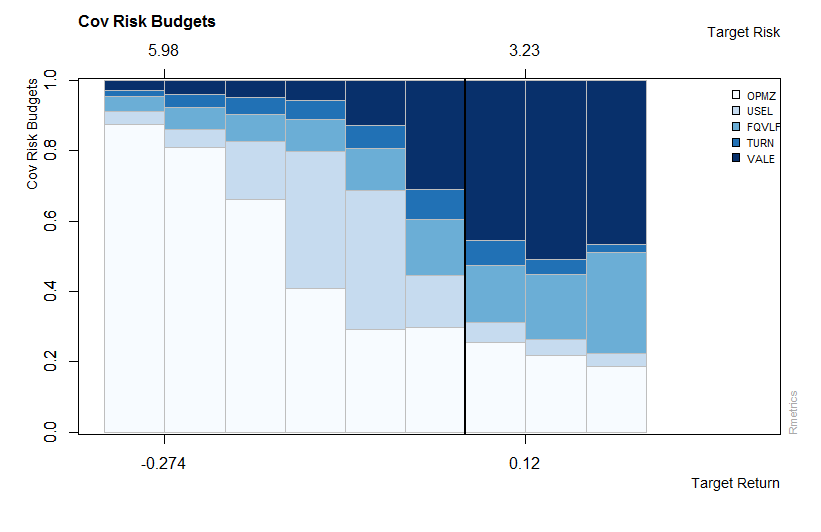 Cov Risk Budgets
Target Risk
5.98
3.23
Cov Risk Budgets
1.0
0.8
0.6
0.4
0.2
0.0
OPMZ
USEL
FQVLF
TURN
VALE
Rmetrics
-0.274
0.12
Target Return